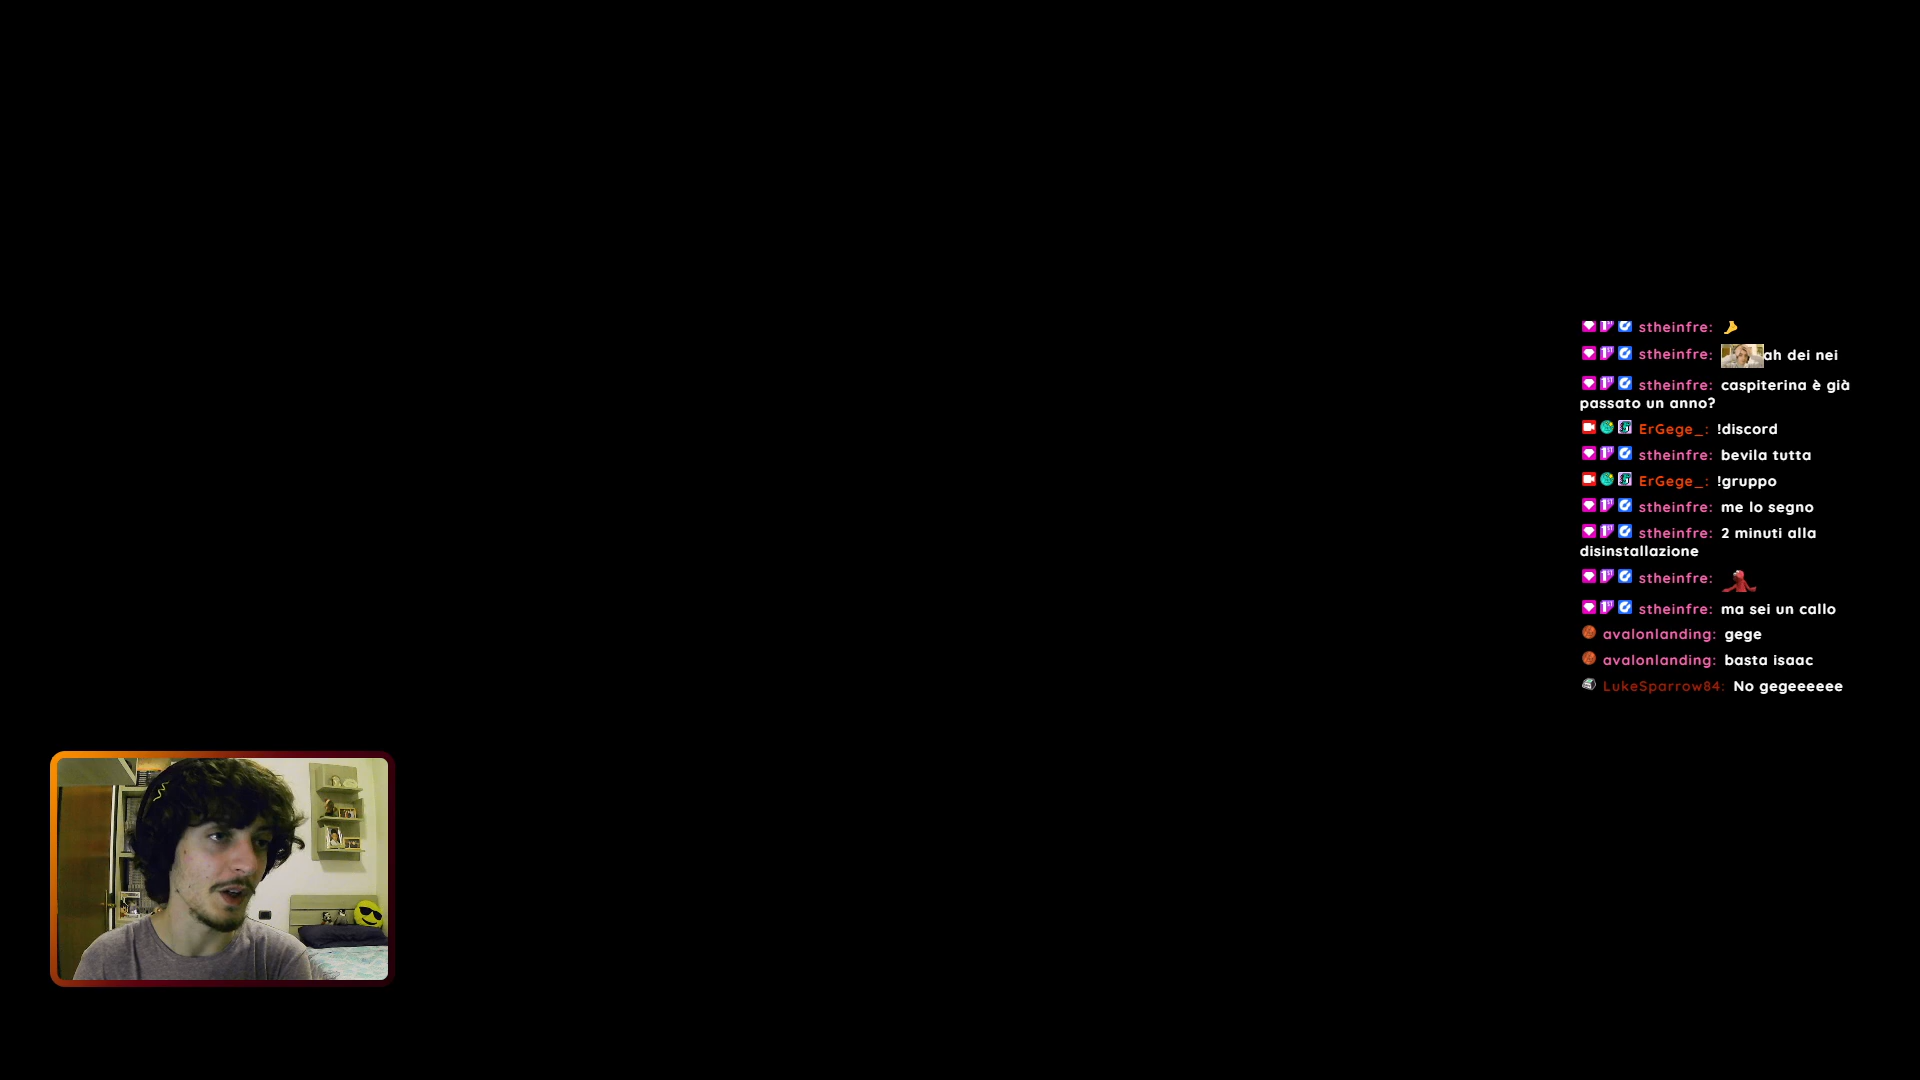 stheinfre:
stheinfre: ah dei nei
stheinfre: caspiterina è già
passato un anno?
ErGege_: !discord
stheinfre: bevila tutta
ErGege_: !gruppo
stheinfre: me lo segno
stheinfre: 2 minuti alla
disinstallazione
stheinfre:
stheinfre: ma sei un callo
avalonlanding: gege
avalonlanding: basta isaac
LukeSparrow84: No gegeeeeee